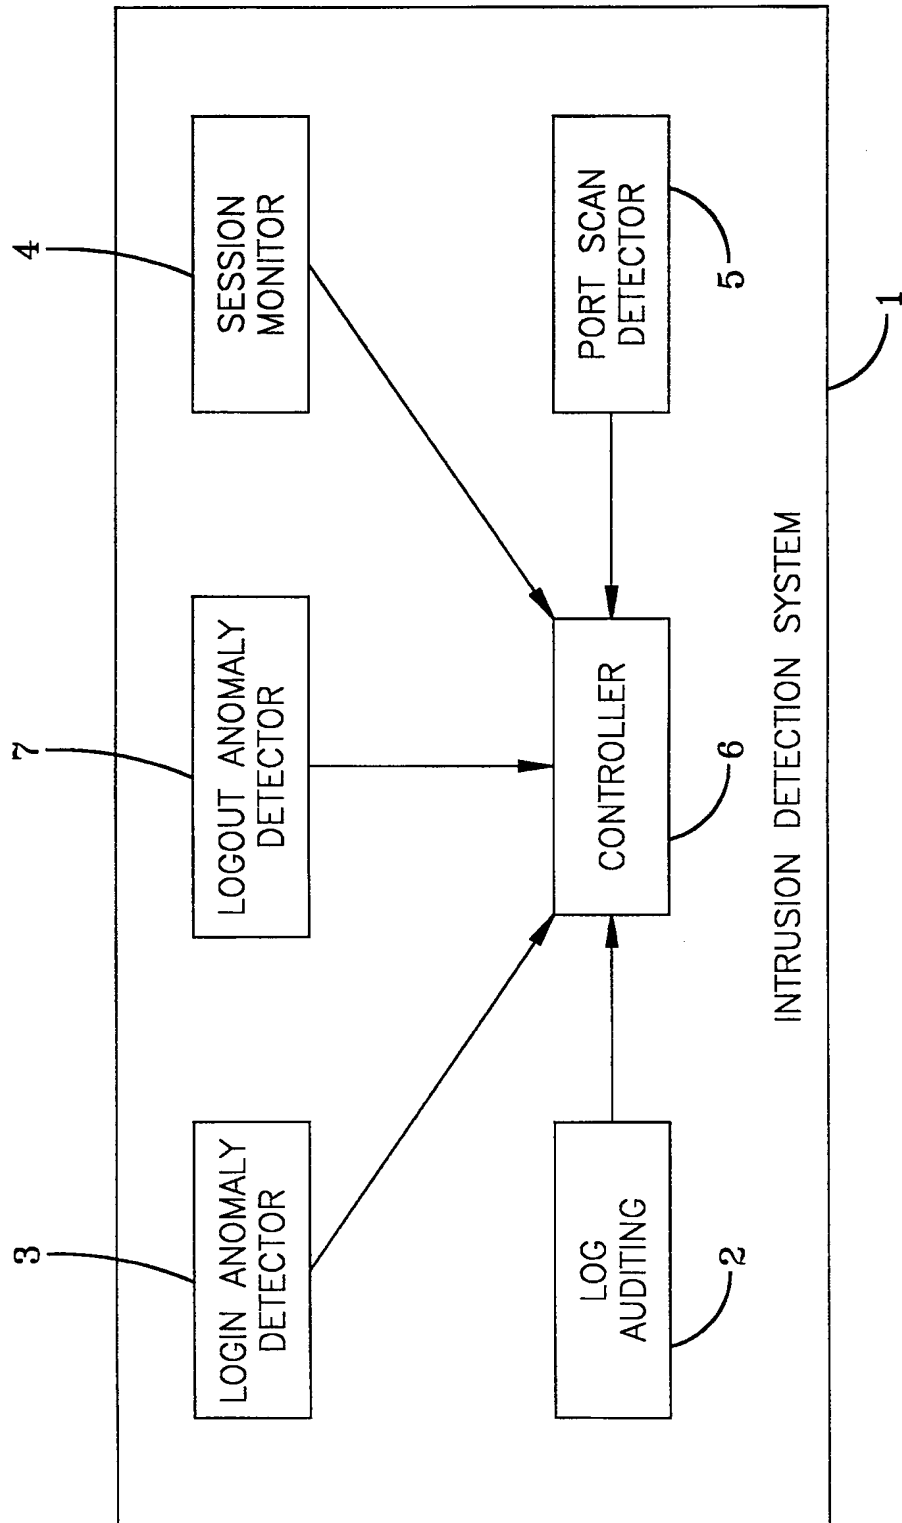 3
7
4
LOGIN ANOMALY
DETECTOR
LOGOUT ANOMALY
DETECTOR
SESSION
MONITOR
LOG
AUDITING
CONTROLLER
PORT SCAN
DETECTOR
2
6
5
INTRUSION DETECTION SYSTEM
1